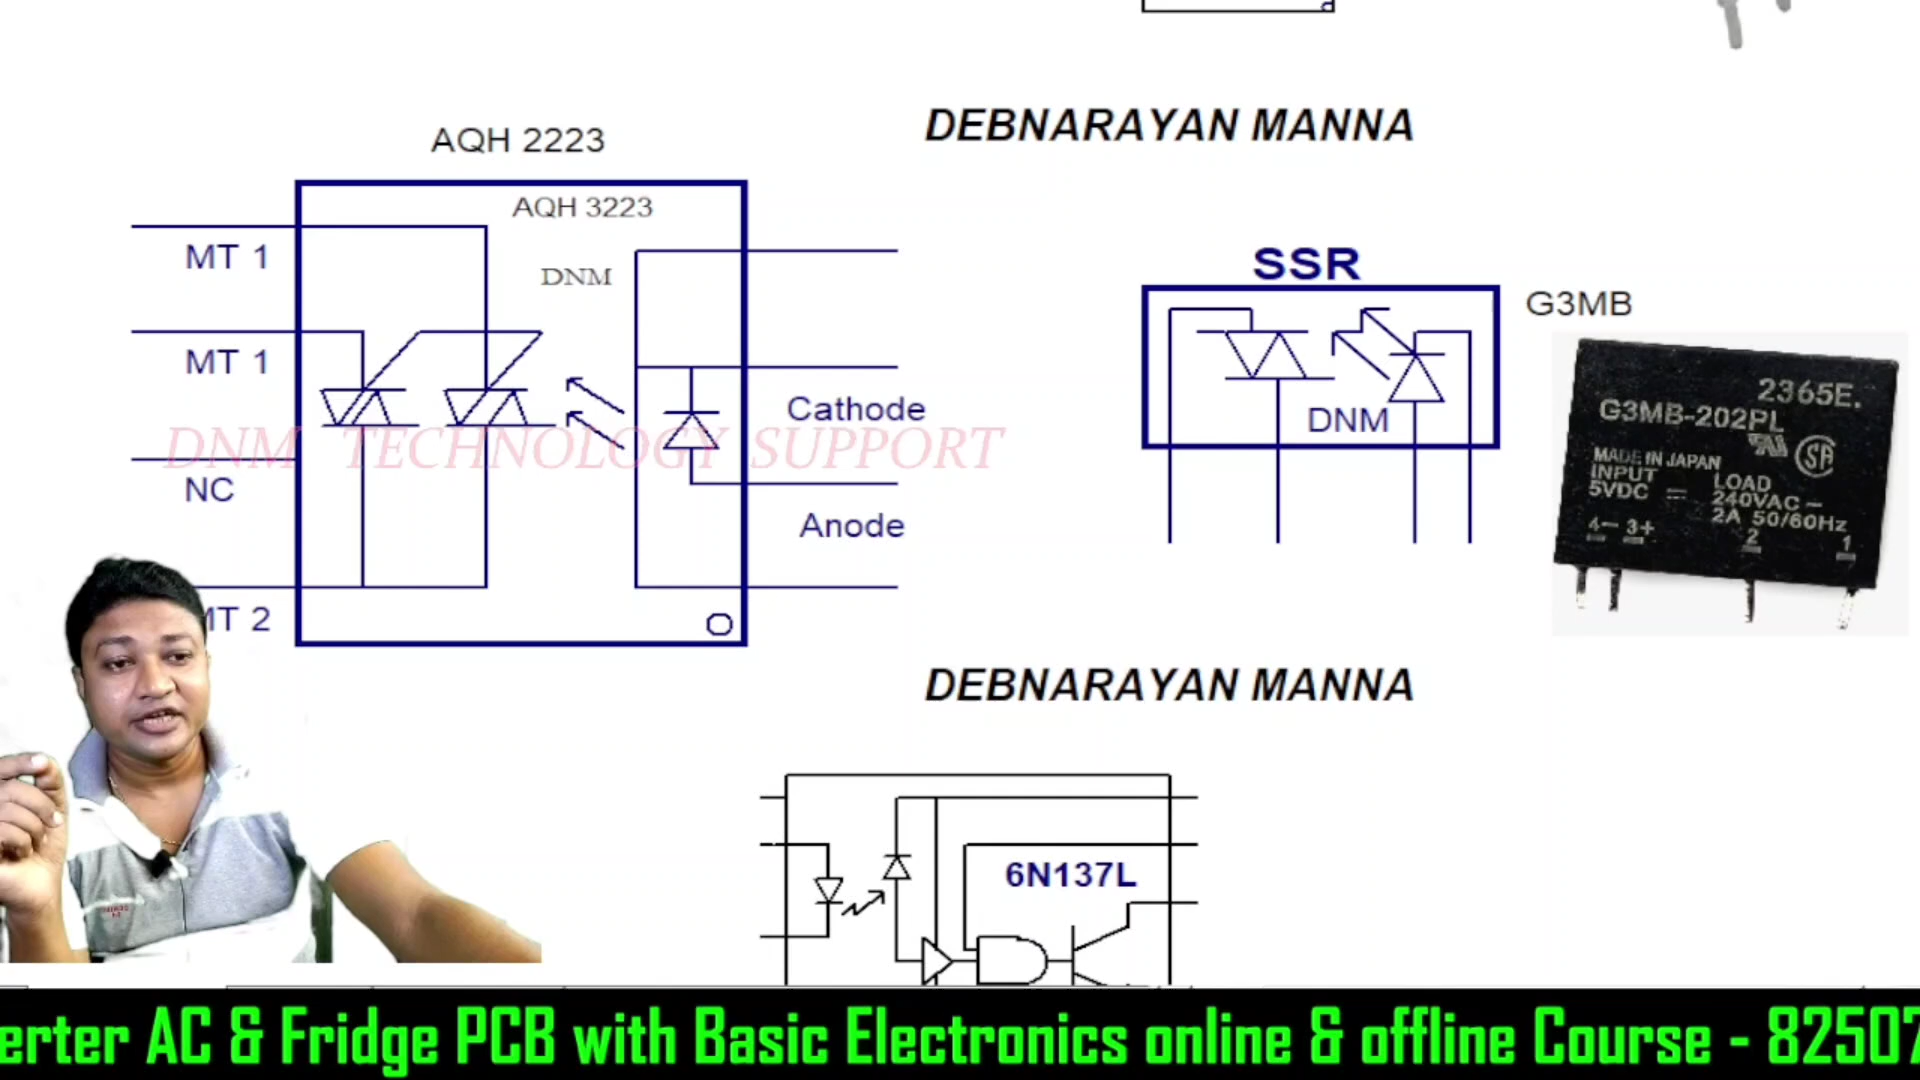 DEBNARAYAN MANNA
AQH 2223
AQH 3223
MT 1
DNM
MT 1
Cathode
DNM TECHNOLOGY SUPPORT
NC
Anode
MT 2
SSR
G3MB
DNM
2365E.
G3MB-202PL
MADE IN JAPAN
INPUT LOAD
5VDC 240VAC
2A 50/60Hz
4- 3+ 2 1
DEBNARAYAN MANNA
6N137L
erter AC & Fridge PCB with Basic Electronics online & offline Course - 82507